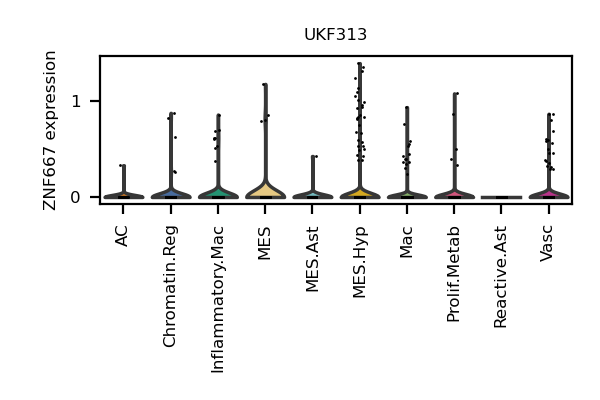 UKF313
ZNF667 expression
1
0
AC
Chromatin.Reg
Inflammatory.Mac
MES
MES.Ast
MES.Hyp
Mac
Prolif.Metab
Reactive.Ast
Vasc